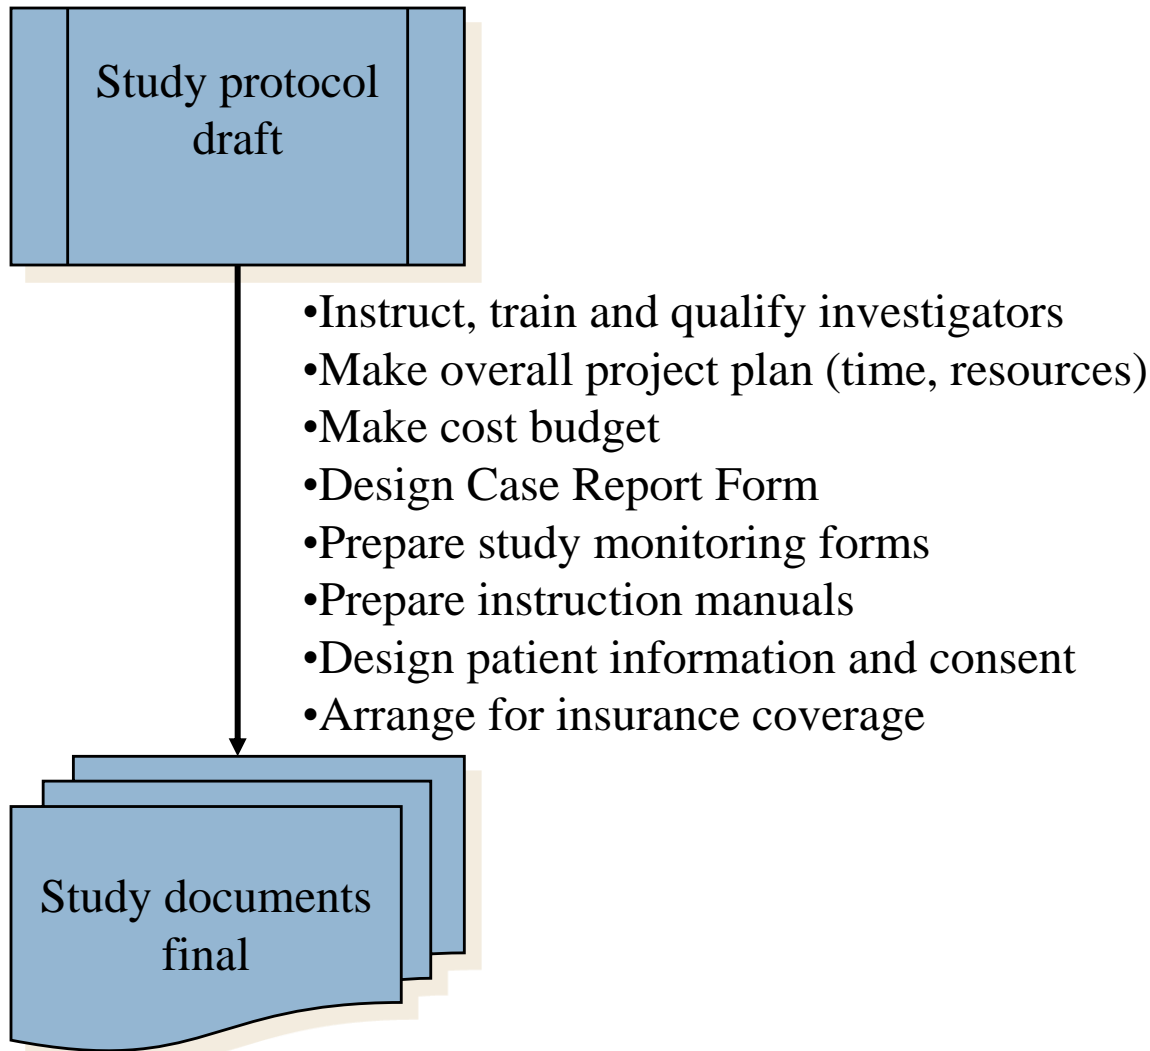 Study protocol
draft
•Instruct, train and qualify investigators
•Make overall project plan (time, resources)
•Make cost budget
•Design Case Report Form
•Prepare study monitoring forms
•Prepare instruction manuals
•Design patient information and consent
•Arrange for insurance coverage
Study documents
final